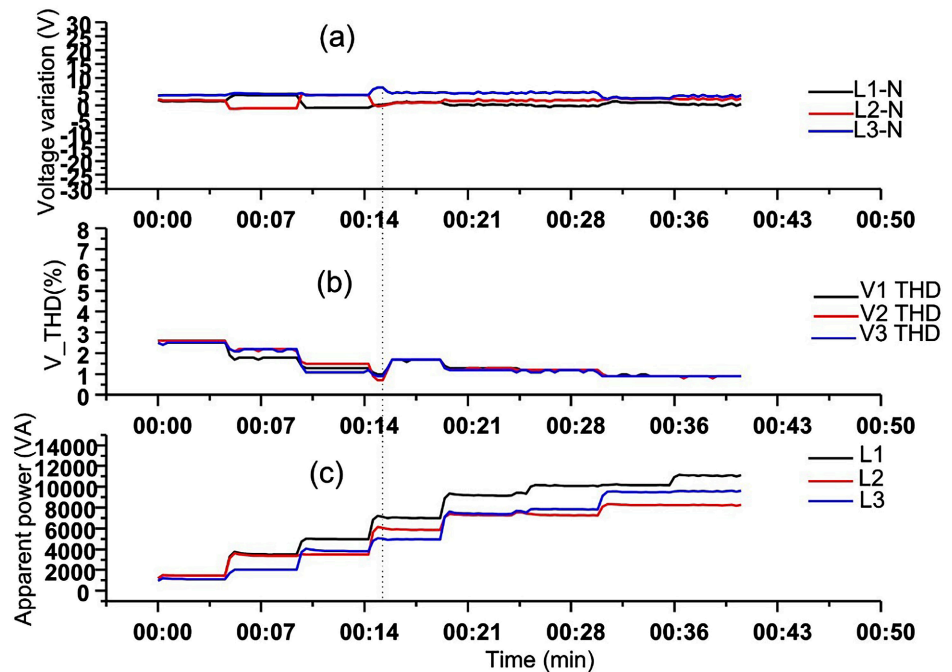 (a)
Voltage variation (V)
30
25
20
15
10
5
0
-5
-10
-15
-20
-25
-30
L1-N
L2-N
L3-N
00:00 00:07 00:14 00:21 00:28 00:36 00:43 00:50
(b)
V_THD(%)
8
7
6
5
4
3
2
1
0
V1 THD
V2 THD
V3 THD
00:00 00:07 00:14 00:21 00:28 00:36 00:43 00:50
(c)
Apparent power (VA)
14000
12000
10000
8000
6000
4000
2000
0
L1
L2
L3
00:00 00:07 00:14 00:21 00:28 00:36 00:43 00:50
Time (min)